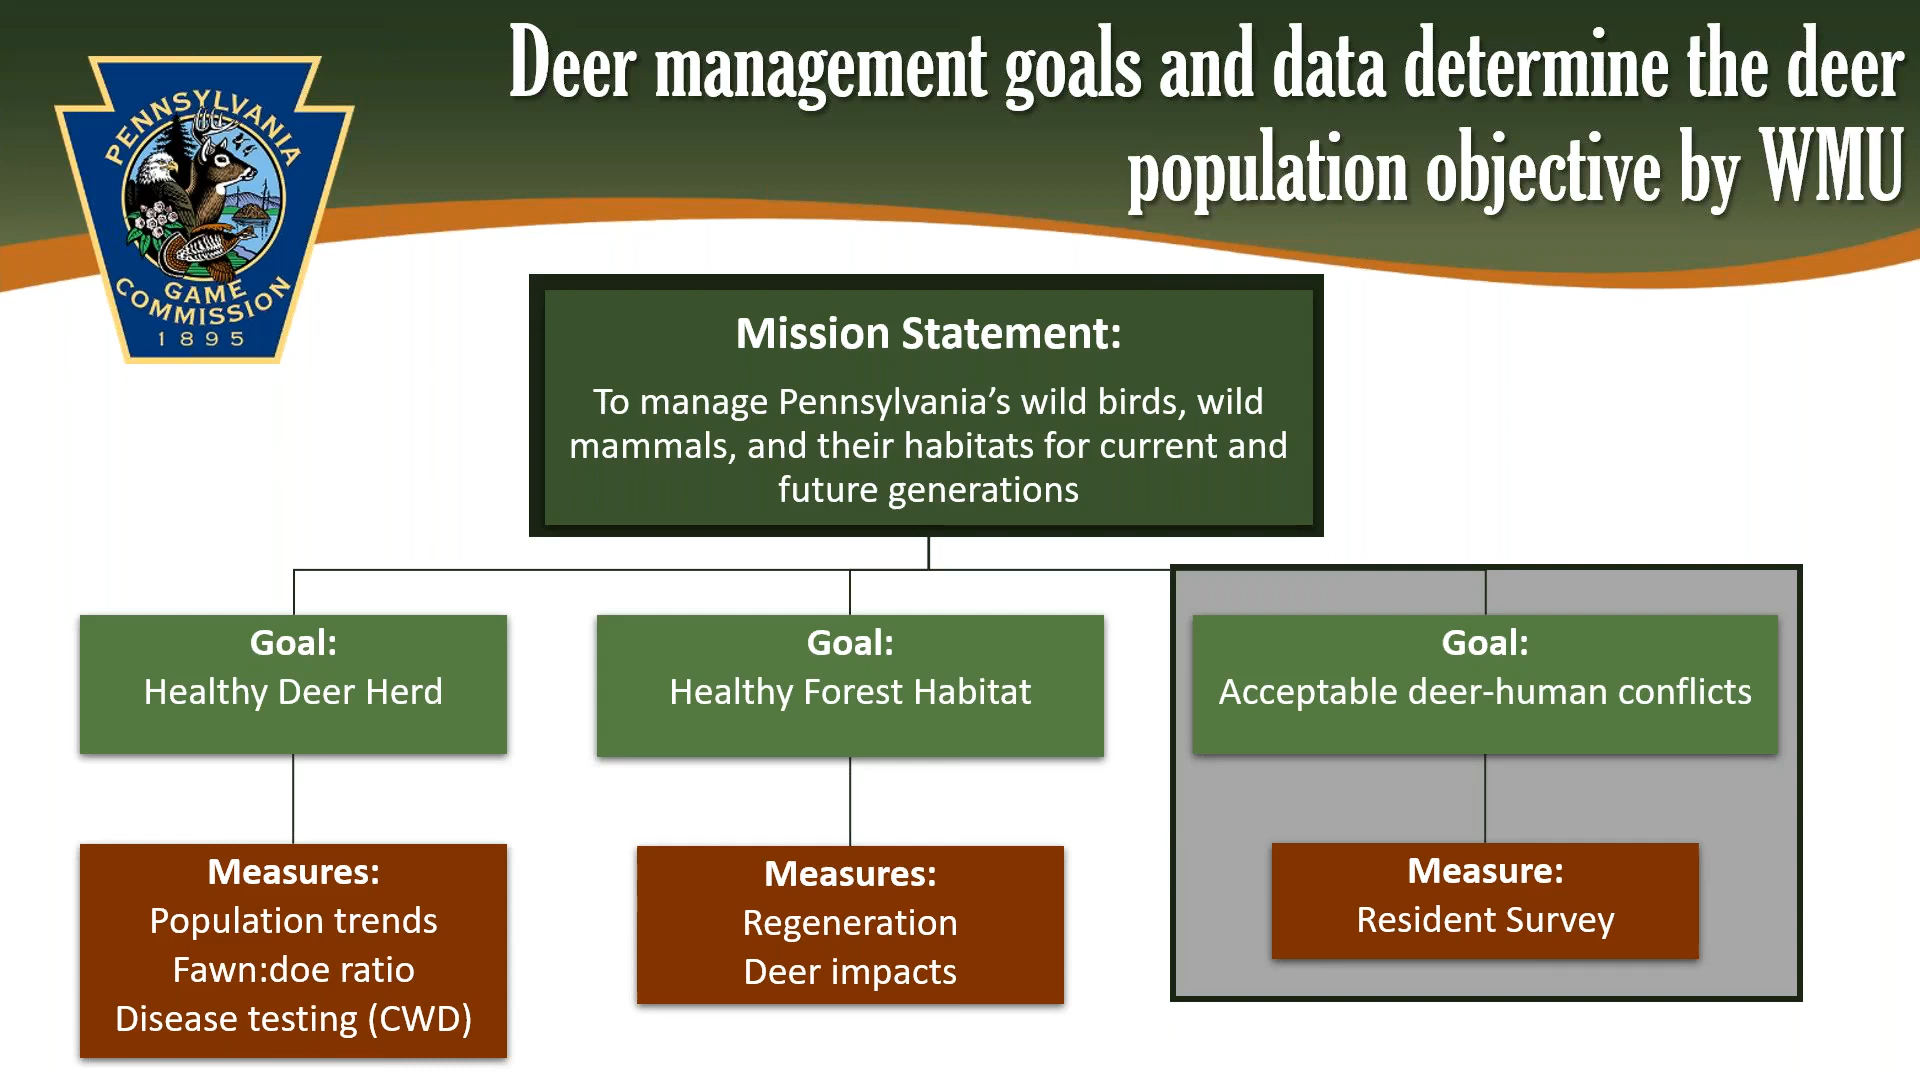 Deer management goals and data determine the deer
population objective by WMU
PENNSYLVANIA
GAME
COMMISSION
1895
Mission Statement:
To manage Pennsylvania’s wild birds, wild
mammals, and their habitats for current and
future generations
Goal:
Healthy Deer Herd
Goal:
Healthy Forest Habitat
Goal:
Acceptable deer-human conflicts
Measures:
Population trends
Fawn:doe ratio
Disease testing (CWD)
Measures:
Regeneration
Deer impacts
Measure:
Resident Survey